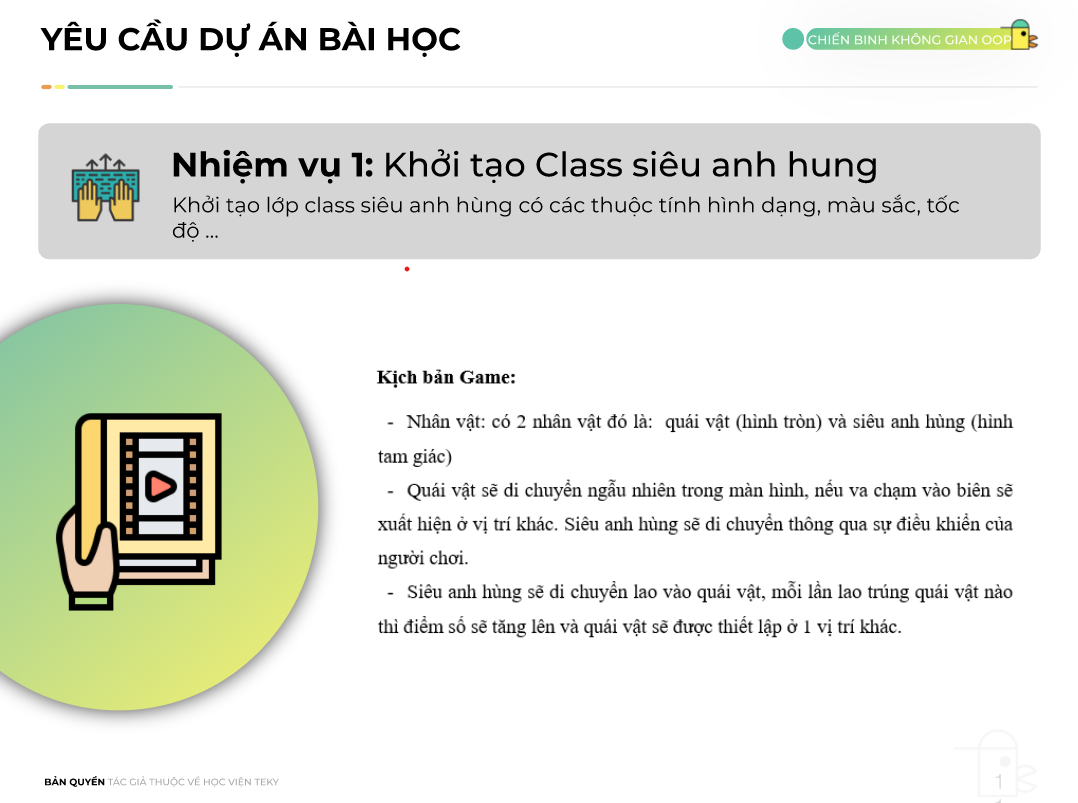 YÊU CẦU DỰ ÁN BÀI HỌC
CHIẾN BINH KHÔNG GIAN OOP
Nhiệm vụ 1: Khởi tạo Class siêu anh hung
Khởi tạo lớp class siêu anh hùng có các thuộc tính hình dạng, màu sắc, tốc
độ ...
Kịch bản Game:
- Nhân vật: có 2 nhân vật đó là: quái vật (hình tròn) và siêu anh hùng (hình
tam giác)
- Quái vật sẽ di chuyển ngẫu nhiên trong màn hình, nếu va chạm vào biên sẽ
xuất hiện ở vị trí khác. Siêu anh hùng sẽ di chuyển thông qua sự điều khiển của
người chơi.
- Siêu anh hùng sẽ di chuyển lao vào quái vật, mỗi lần lao trúng quái vật nào
thì điểm số sẽ tăng lên và quái vật sẽ được thiết lập ở 1 vị trí khác.
BẢN QUYỀN TÁC GIẢ THUỘC VỀ HỌC VIỆN TEKY
1